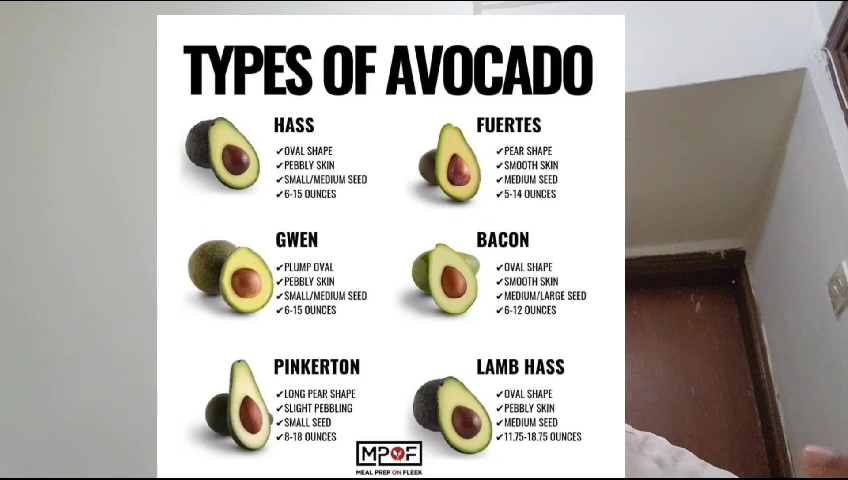 TYPES OF AVOCADO
HASS
✓OVAL SHAPE
✓PEBBLY SKIN
✓SMALL/MEDIUM SEED
✓6-15 OUNCES
FUERTES
✓PEAR SHAPE
✓SMOOTH SKIN
✓MEDIUM SEED
✓5-14 OUNCES
GWEN
✓PLUMP OVAL
✓PEBBLY SKIN
✓SMALL/MEDIUM SEED
✓6-15 OUNCES
BACON
✓OVAL SHAPE
✓SMOOTH SKIN
✓MEDIUM/LARGE SEED
✓6-12 OUNCES
PINKERTON
✓LONG PEAR SHAPE
✓SLIGHT PEBBLING
✓SMALL SEED
✓8-18 OUNCES
LAMB HASS
✓OVAL SHAPE
✓PEBBLY SKIN
✓MEDIUM SEED
✓11.75-18.75 OUNCES
MPOF
MEAL PREP ON FLEEK